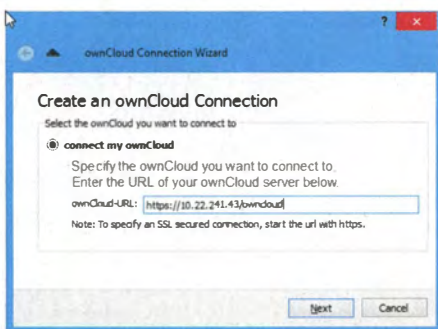 ?
ownCloud Connection Wizard
Create an ownCloud Connection
Select the ownCloud you want to connect to
connect my ownCloud
Specify the ownCloud you want to connect to.
Enter the URL of your ownCloud server below.
ownCloud-URL: https://10.22.241.43/owncloud
Note: To specify an SSL secured connection, start the url with https.
Next Cancel